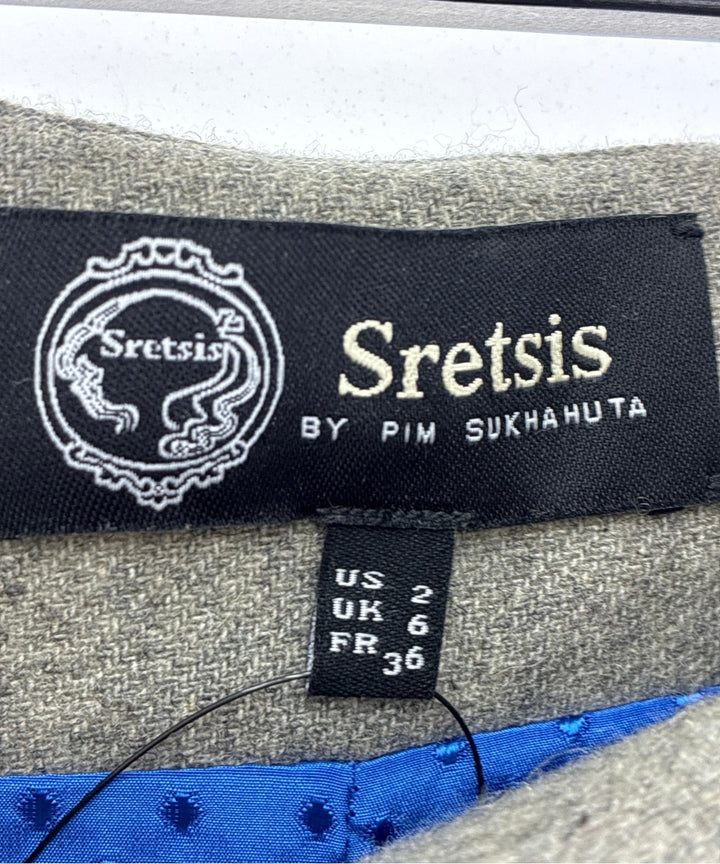 Sretsis
Sretsis
BY PIM SUKHAHUTA
US 2
UK 6
FR 36